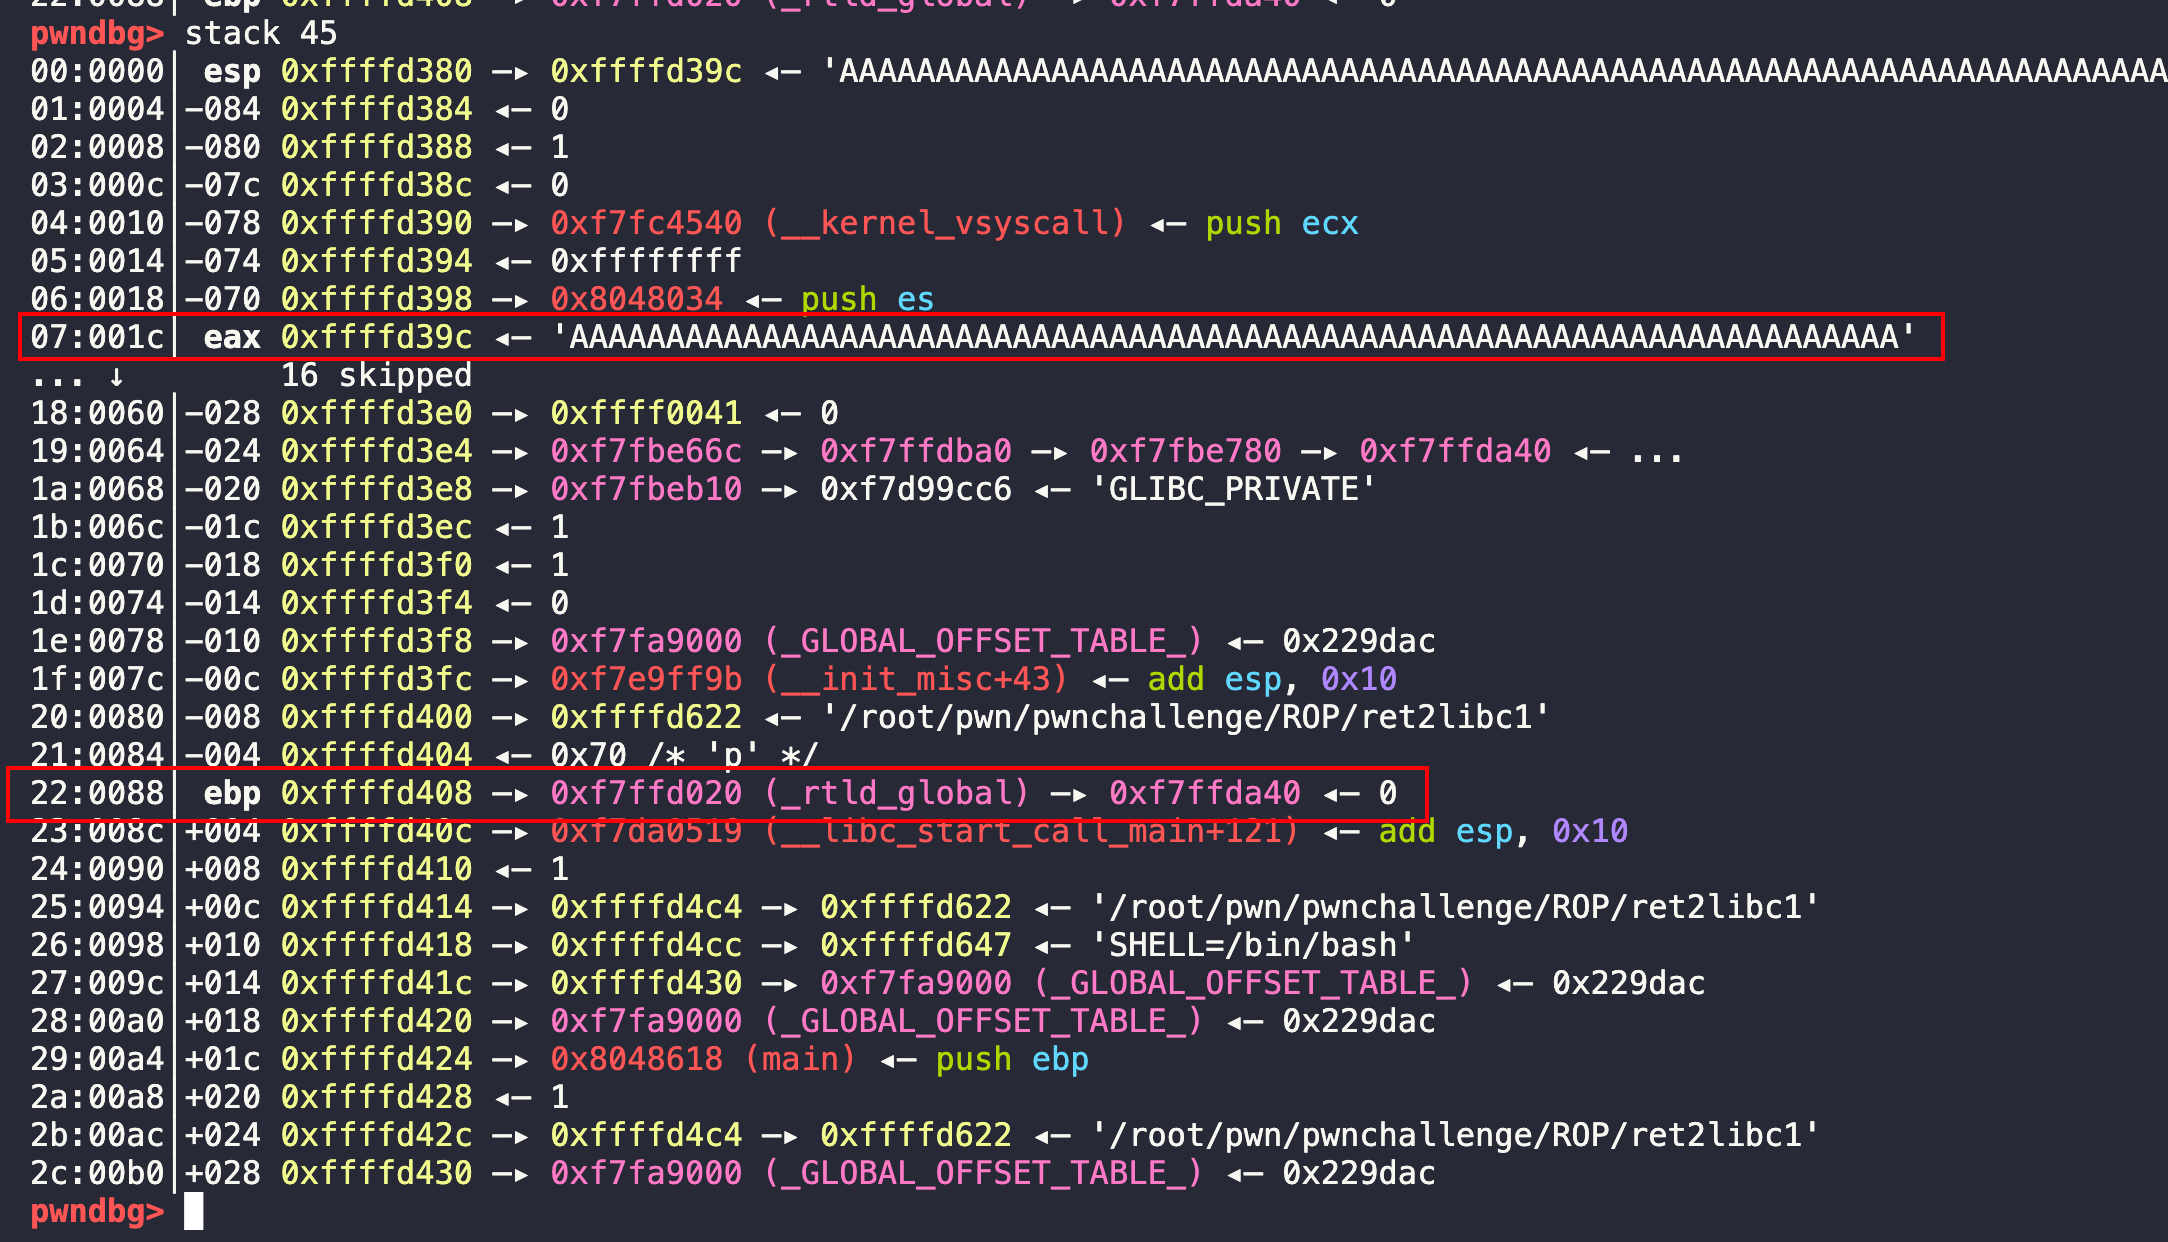 22:0088│ ebp 0xffffd408 —▸ 0xf7ffd020 (_rtld_global) —▸ 0xf7ffda40 ◂— 0
pwndbg> stack 45
00:0000│ esp 0xffffd380 —▸ 0xffffd39c ◂— 'AAAAAAAAAAAAAAAAAAAAAAAAAAAAAAAAAAAAAAAAAAAAAAAAAAAAAAAAAAAAAAAAAAAAA
01:0004│-084 0xffffd384 ◂— 0
02:0008│-080 0xffffd388 ◂— 1
03:000c│-07c 0xffffd38c ◂— 0
04:0010│-078 0xffffd390 —▸ 0xf7fc4540 (__kernel_vsyscall) ◂— push ecx
05:0014│-074 0xffffd394 ◂— 0xffffffff
06:0018│-070 0xffffd398 —▸ 0x8048034 ◂— push es
07:001c│ eax 0xffffd39c ◂— 'AAAAAAAAAAAAAAAAAAAAAAAAAAAAAAAAAAAAAAAAAAAAAAAAAAAAAAAAAAAAAAAAAAAAA'
... ↓ 16 skipped
18:0060│-028 0xffffd3e0 —▸ 0xffff0041 ◂— 0
19:0064│-024 0xffffd3e4 —▸ 0xf7fbe66c —▸ 0xf7ffdba0 —▸ 0xf7fbe780 —▸ 0xf7ffda40 ◂— ...
1a:0068│-020 0xffffd3e8 —▸ 0xf7fbeb10 —▸ 0xf7d99cc6 ◂— 'GLIBC_PRIVATE'
1b:006c│-01c 0xffffd3ec ◂— 1
1c:0070│-018 0xffffd3f0 ◂— 1
1d:0074│-014 0xffffd3f4 ◂— 0
1e:0078│-010 0xffffd3f8 —▸ 0xf7fa9000 (_GLOBAL_OFFSET_TABLE_) ◂— 0x229dac
1f:007c│-00c 0xffffd3fc —▸ 0xf7e9ff9b (__init_misc+43) ◂— add esp, 0x10
20:0080│-008 0xffffd400 —▸ 0xffffd622 ◂— '/root/pwn/pwnchallenge/ROP/ret2libc1'
21:0084│-004 0xffffd404 ◂— 0x70 /* 'p' */
22:0088│ ebp 0xffffd408 —▸ 0xf7ffd020 (_rtld_global) —▸ 0xf7ffda40 ◂— 0
23:008c│+004 0xffffd40c —▸ 0xf7da0519 (__libc_start_call_main+121) ◂— add esp, 0x10
24:0090│+008 0xffffd410 ◂— 1
25:0094│+00c 0xffffd414 —▸ 0xffffd4c4 —▸ 0xffffd622 ◂— '/root/pwn/pwnchallenge/ROP/ret2libc1'
26:0098│+010 0xffffd418 —▸ 0xffffd4cc —▸ 0xffffd647 ◂— 'SHELL=/bin/bash'
27:009c│+014 0xffffd41c —▸ 0xffffd430 —▸ 0xf7fa9000 (_GLOBAL_OFFSET_TABLE_) ◂— 0x229dac
28:00a0│+018 0xffffd420 —▸ 0xf7fa9000 (_GLOBAL_OFFSET_TABLE_) ◂— 0x229dac
29:00a4│+01c 0xffffd424 —▸ 0x8048618 (main) ◂— push ebp
2a:00a8│+020 0xffffd428 ◂— 1
2b:00ac│+024 0xffffd42c —▸ 0xffffd4c4 —▸ 0xffffd622 ◂— '/root/pwn/pwnchallenge/ROP/ret2libc1'
2c:00b0│+028 0xffffd430 —▸ 0xf7fa9000 (_GLOBAL_OFFSET_TABLE_) ◂— 0x229dac
pwndbg>